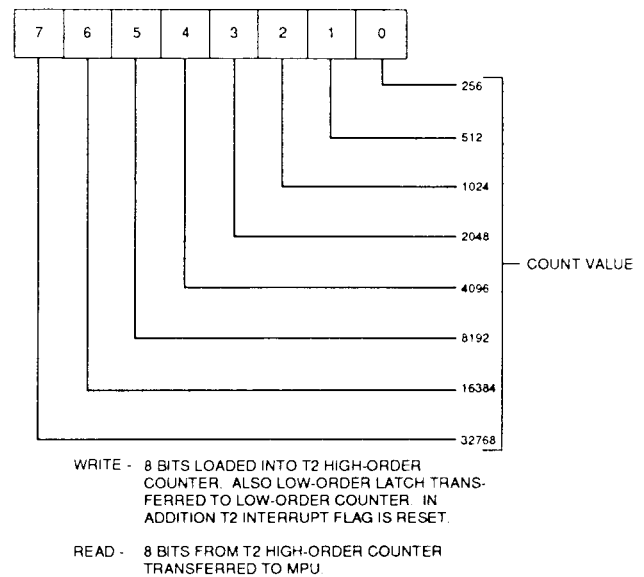 7 6 5 4 3 2 1 0
256
512
1024
2048
4096
COUNT VALUE
8192
16384
32768
WRITE - 8 BITS LOADED INTO T2 HIGH-ORDER
COUNTER. ALSO LOW-ORDER LATCH TRANS-
FERRED TO LOW-ORDER COUNTER. IN
ADDITION T2 INTERRUPT FLAG IS RESET.
READ - 8 BITS FROM T2 HIGH-ORDER COUNTER
TRANSFERRED TO MPU.